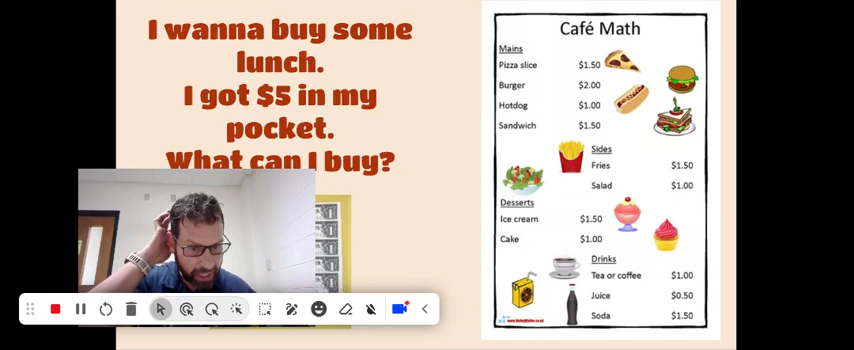 I wanna buy some
lunch.
I got $5 in my
pocket.
What can I buy?
Café Math
Mains
Pizza slice $1.50
Burger $2.00
Hotdog $1.00
Sandwich $1.50
Sides
Fries $1.50
Salad $1.00
Desserts
Ice cream $1.50
Cake $1.00
Drinks
Tea or coffee $1.00
Juice $0.50
Soda $1.50